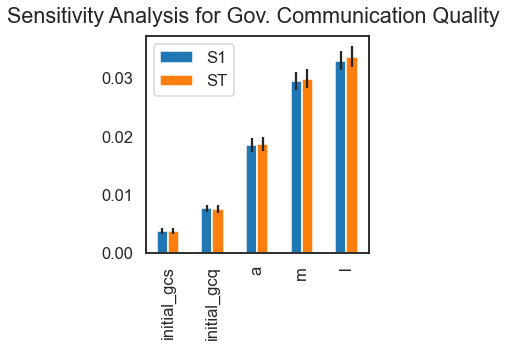 Sensitivity Analysis for Gov. Communication Quality
S1
ST
0.03
0.02
0.01
0.00
initial_gcs
initial_gcq
a
m
l